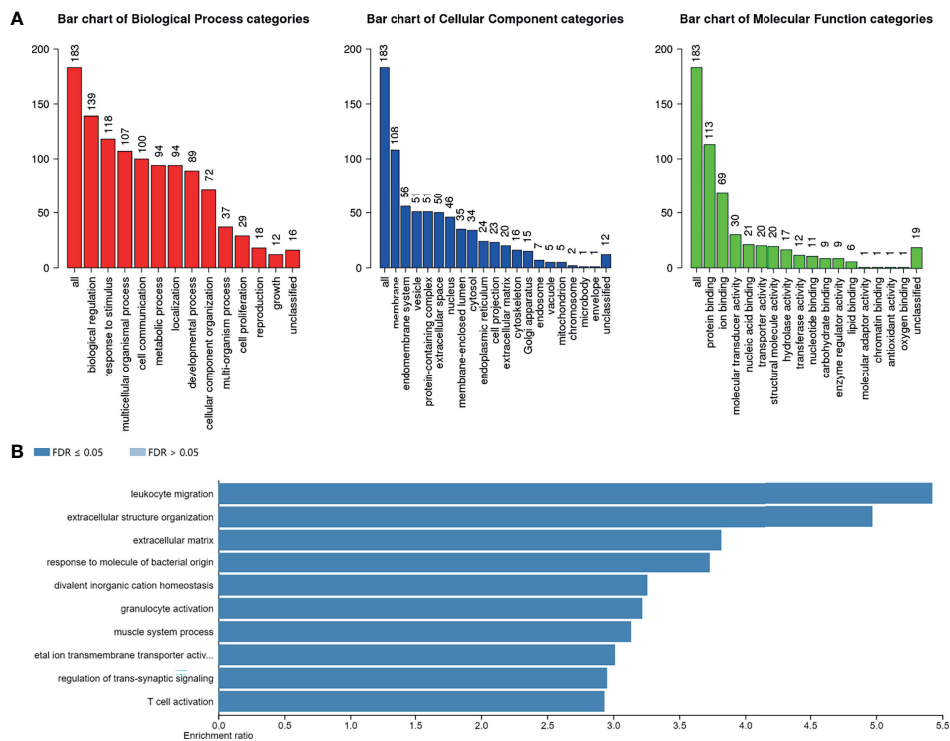 A
Bar chart of Biological Process categories
200
150
100
50
0
183
139
118
107
100
94
94
89
72
37
29
18
12
16
all
biological regulation
response to stimulus
multicellular organismal process
cell communication
metabolic process
localization
developmental process
cellular component organization
multi-organism process
cell proliferation
reproduction
growth
unclassified
Bar chart of Cellular Component categories
200
150
100
50
0
183
108
56
51
51
50
46
35
34
24
23
20
16
15
7
5
5
2
1
1
12
all
membrane
endomembrane system
vesicle
protein-containing complex
extracellular space
nucleus
membrane-enclosed lumen
cytosol
endoplasmic reticulum
cell projection
extracellular matrix
cytoskeleton
Golgi apparatus
endosome
vacuole
mitochondrion
chromosome
microbody
envelope
unclassified
Bar chart of Molecular Function categories
200
150
100
50
0
183
113
69
30
21
20
20
17
12
11
9
9
6
1
1
1
1
19
all
protein binding
ion binding
molecular transducer activity
nucleic acid binding
transporter activity
structural molecule activity
hydrolase activity
transferase activity
nucleotide binding
carbohydrate binding
enzyme regulator activity
lipid binding
molecular adaptor activity
chromatin binding
antioxidant activity
oxygen binding
unclassified
B
FDR ≤ 0.05
FDR > 0.05
leukocyte migration
extracellular structure organization
extracellular matrix
response to molecule of bacterial origin
divalent inorganic cation homeostasis
granulocyte activation
muscle system process
etal ion transmembrane transporter activ...
regulation of trans-synaptic signaling
T cell activation
0.0 0.5 1.0 1.5 2.0 2.5 3.0 3.5 4.0 4.5 5.0 5.5
Enrichment ratio